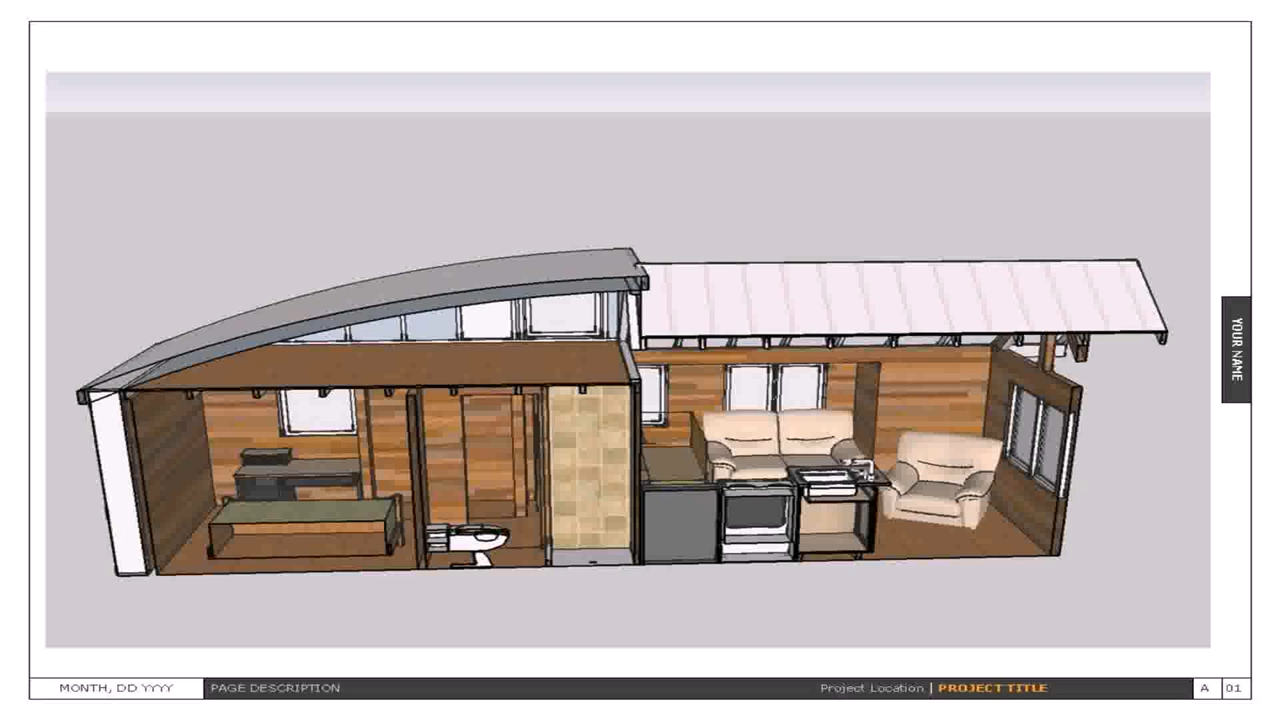 YOUR NAME
MONTH, DD YYYY
PAGE DESCRIPTION
Project Location | PROJECT TITLE
A
01